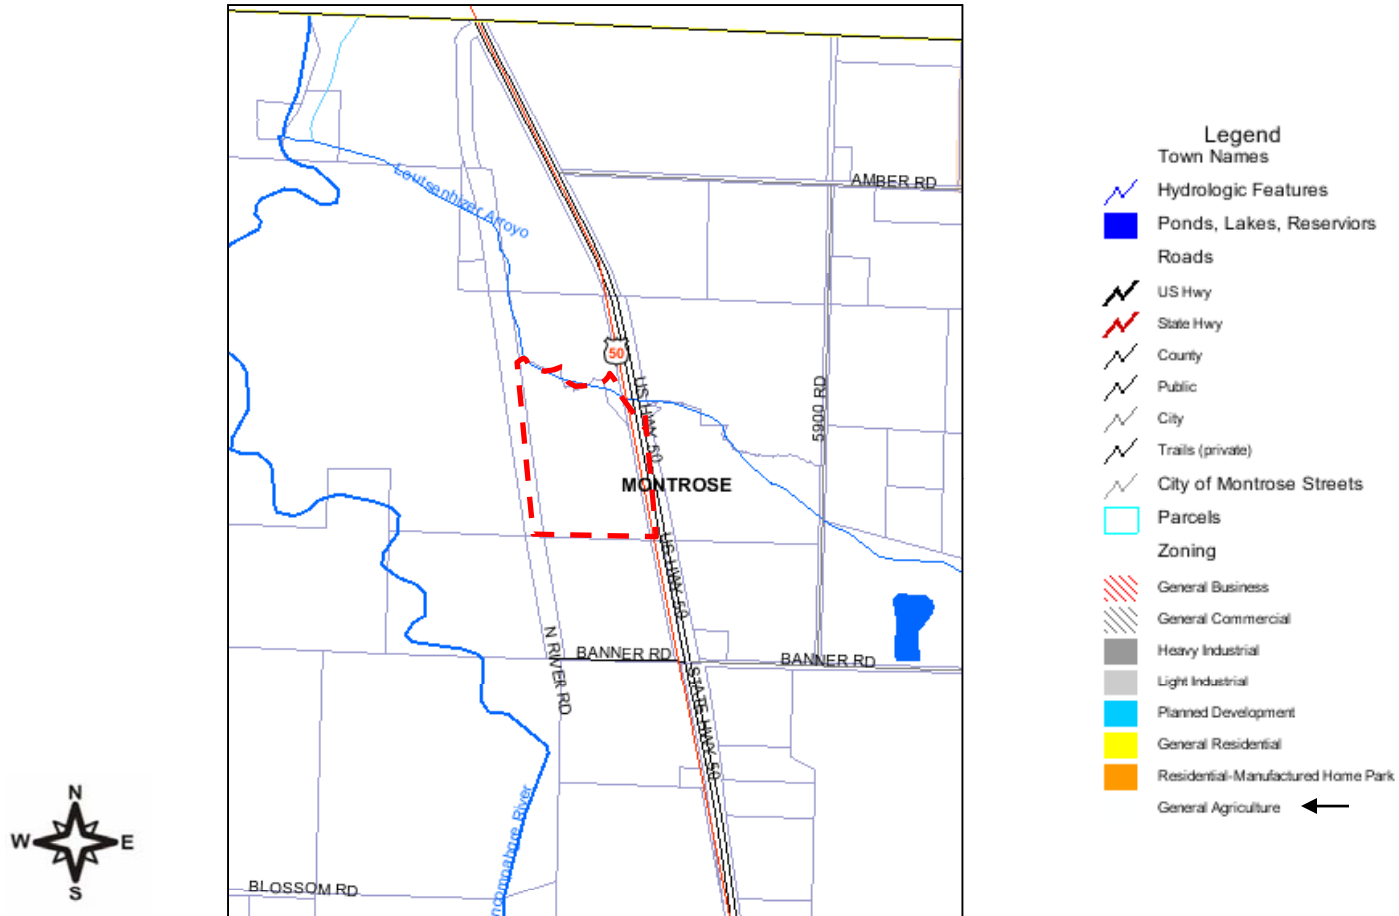 AMBER RD
Loutsenhizer Arroyo
50
US HWY 50
5900 RD
MONTROSE
US HWY 50
N RIVER RD
BANNER RD
BANNER RD
STATE HWY 50
ncompahgre River
BLOSSOM RD
N
W
E
S
Legend
Town Names
Hydrologic Features
Ponds, Lakes, Reserviors
Roads
US Hwy
State Hwy
County
Public
City
Trails (private)
City of Montrose Streets
Parcels
Zoning
General Business
General Commercial
Heavy Industrial
Light Industrial
Planned Development
General Residential
Residential-Manufactured Home Park
General Agriculture